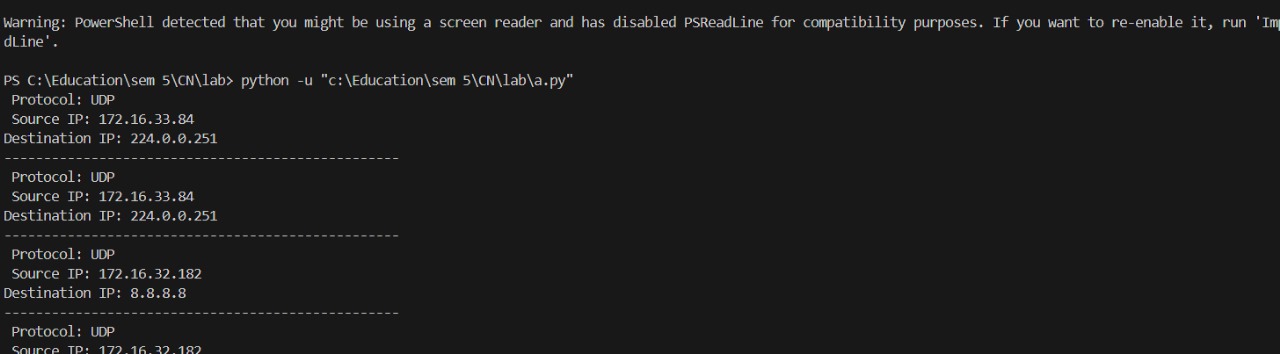 Warning: PowerShell detected that you might be using a screen reader and has disabled PSReadLine for compatibility purposes. If you want to re-enable it, run 'Imp
dLine'.
PS C:\Education\sem 5\CN\lab> python -u "c:\Education\sem 5\CN\lab\a.py"
Protocol: UDP
Source IP: 172.16.33.84
Destination IP: 224.0.0.251
-------------------------------------------------
Protocol: UDP
Source IP: 172.16.33.84
Destination IP: 224.0.0.251
-------------------------------------------------
Protocol: UDP
Source IP: 172.16.32.182
Destination IP: 8.8.8.8
-------------------------------------------------
Protocol: UDP
Source IP: 172.16.32.182